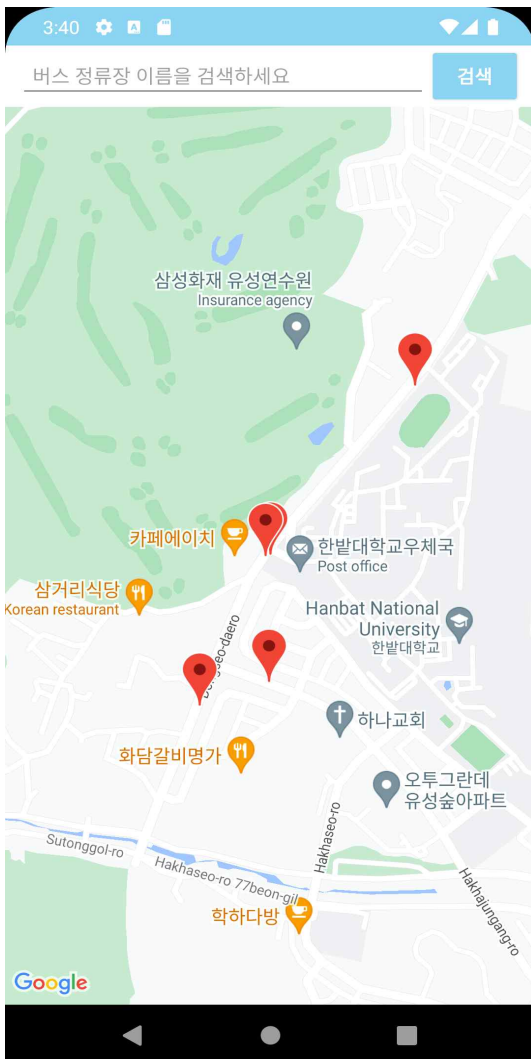 3:40
버스 정류장 이름을 검색하세요
검색
삼성화재 유성연수원
Insurance agency
카페에이치
한밭대학교우체국
Post office
삼거리식당
Korean restaurant
Hanbat National
University
한밭대학교
하나교회
화담갈비명가
오투그란데
유성숲아파트
Hakhaseo-ro
Sutonggol-ro
Hakhaseo-ro 77beon-gil
Hakhajungang-ro
학하다방
Google